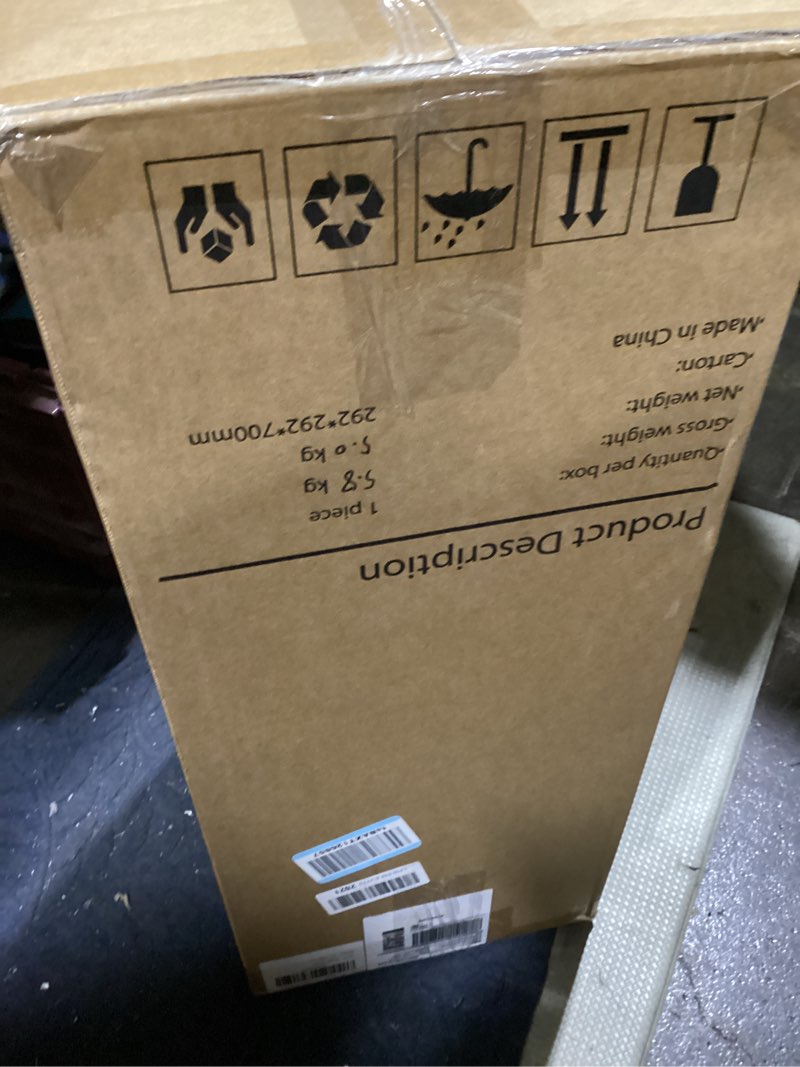 Product Description
•Quantity per box: 1 piece
•Gross weight: 5.8 kg
•Net weight: 5.0 kg
•Carton: 292*292*700mm
•Made in China